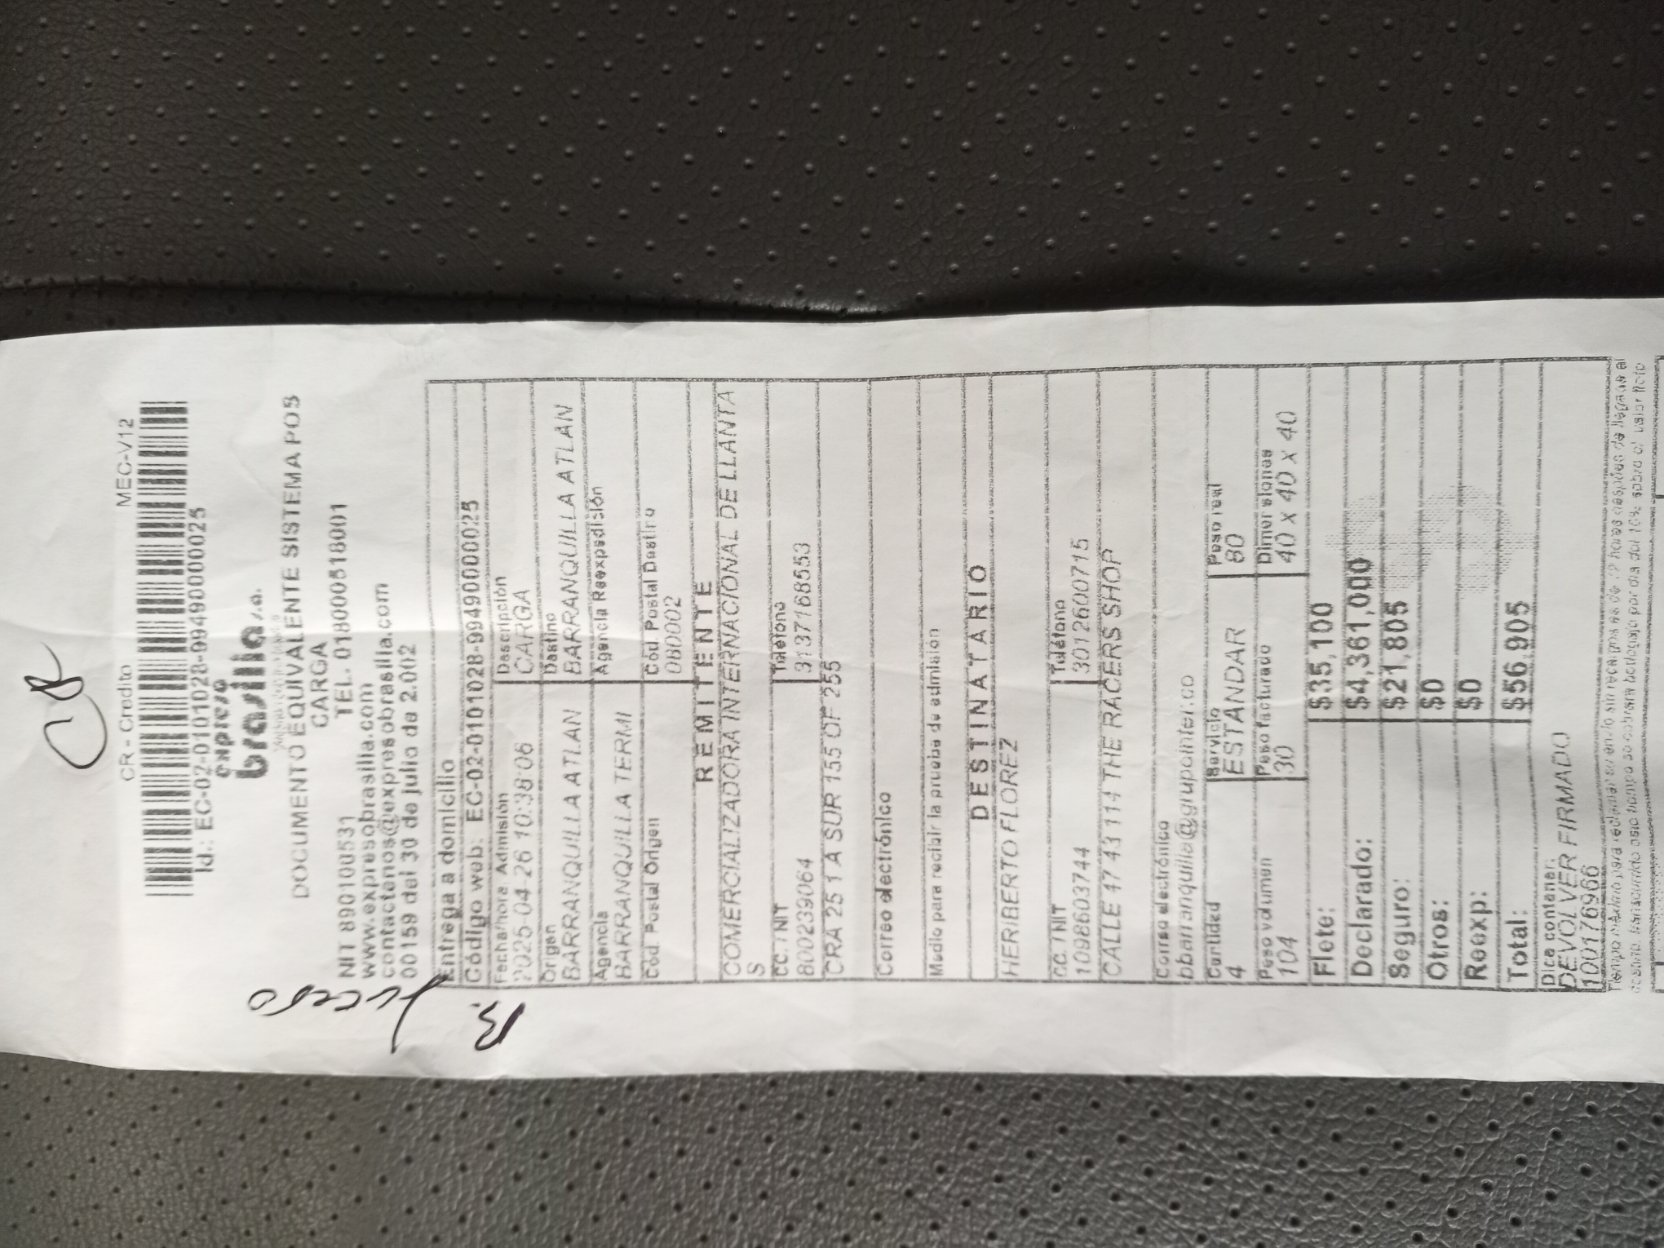 CR
CR - Credito MEC-V12
Id.: EC-02-0101028-99490000025
expreso
brasilia s.a.
DOCUMENTO EQUIVALENTE SISTEMA POS
CARGA
NIT 890100531 TEL. 018000518001
www.expresobrasilia.com
contactenos@expresobrasilia.com
00159 del 30 de julio de 2.002
B.
Entrega a domicilio
Código web: EC-02-0101028-99490000025
Fecha/hora Admisión Descripción
2025-04-26 10:38:06 CARGA
Origen Destino
BARRANQUILLA ATLAN BARRANQUILLA ATLAN
Agencia Agencia Reexpedición
BARRANQUILLA TERMI
Cód. Postal Origen Cód. Postal Destino
080002
REMITENTE
COMERCIALIZADORA INTERNACIONAL DE LLANTA
S
CC. / NIT Teléfono
800239064 3137168553
CRA 25 1 A SUR 155 OF 255
Correo electrónico
Medio para recibir la prueba de admisión
DESTINATARIO
HERIBERTO FLOREZ
CC. / NIT Teléfono
1098603744 3012600715
CALLE 47 43 114 THE RACERS SHOP
Correo electrónico
bbarranquilla@grupointer.co
Cantidad Servicio Peso real
4 ESTANDAR 80
Peso volumen Peso facturado Dimensiones
104 30 40 x 40 x 40
Flete: $35,100
Declarado: $4,361,000
Seguro: $21,805
Otros: $0
Reexp: $0
Total: $56,905
Dice contener:
DEVOLVER FIRMADO
100176966